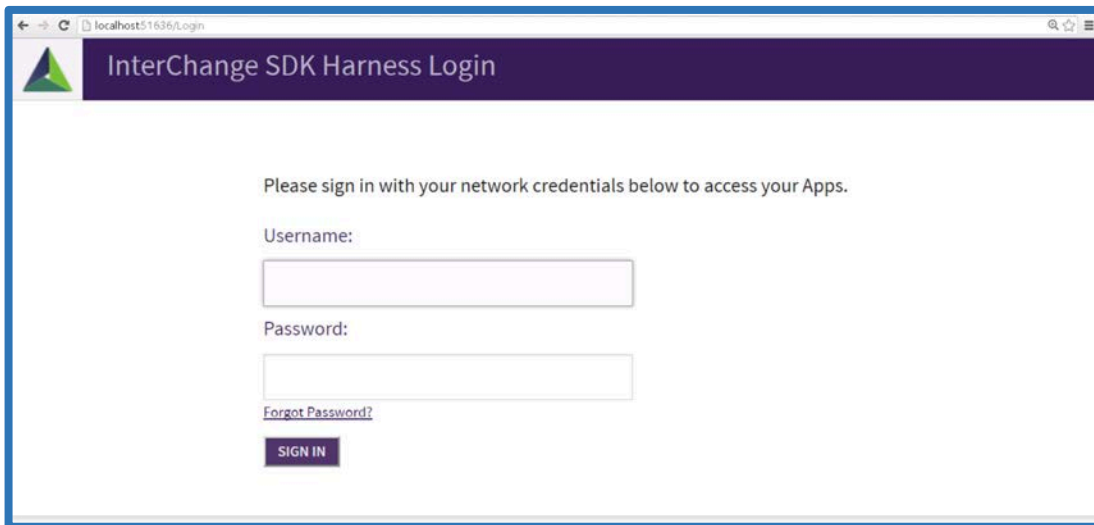 localhost:51636/Login
InterChange SDK Harness Login
Please sign in with your network credentials below to access your Apps.
Username:
Password:
Forgot Password?
SIGN IN